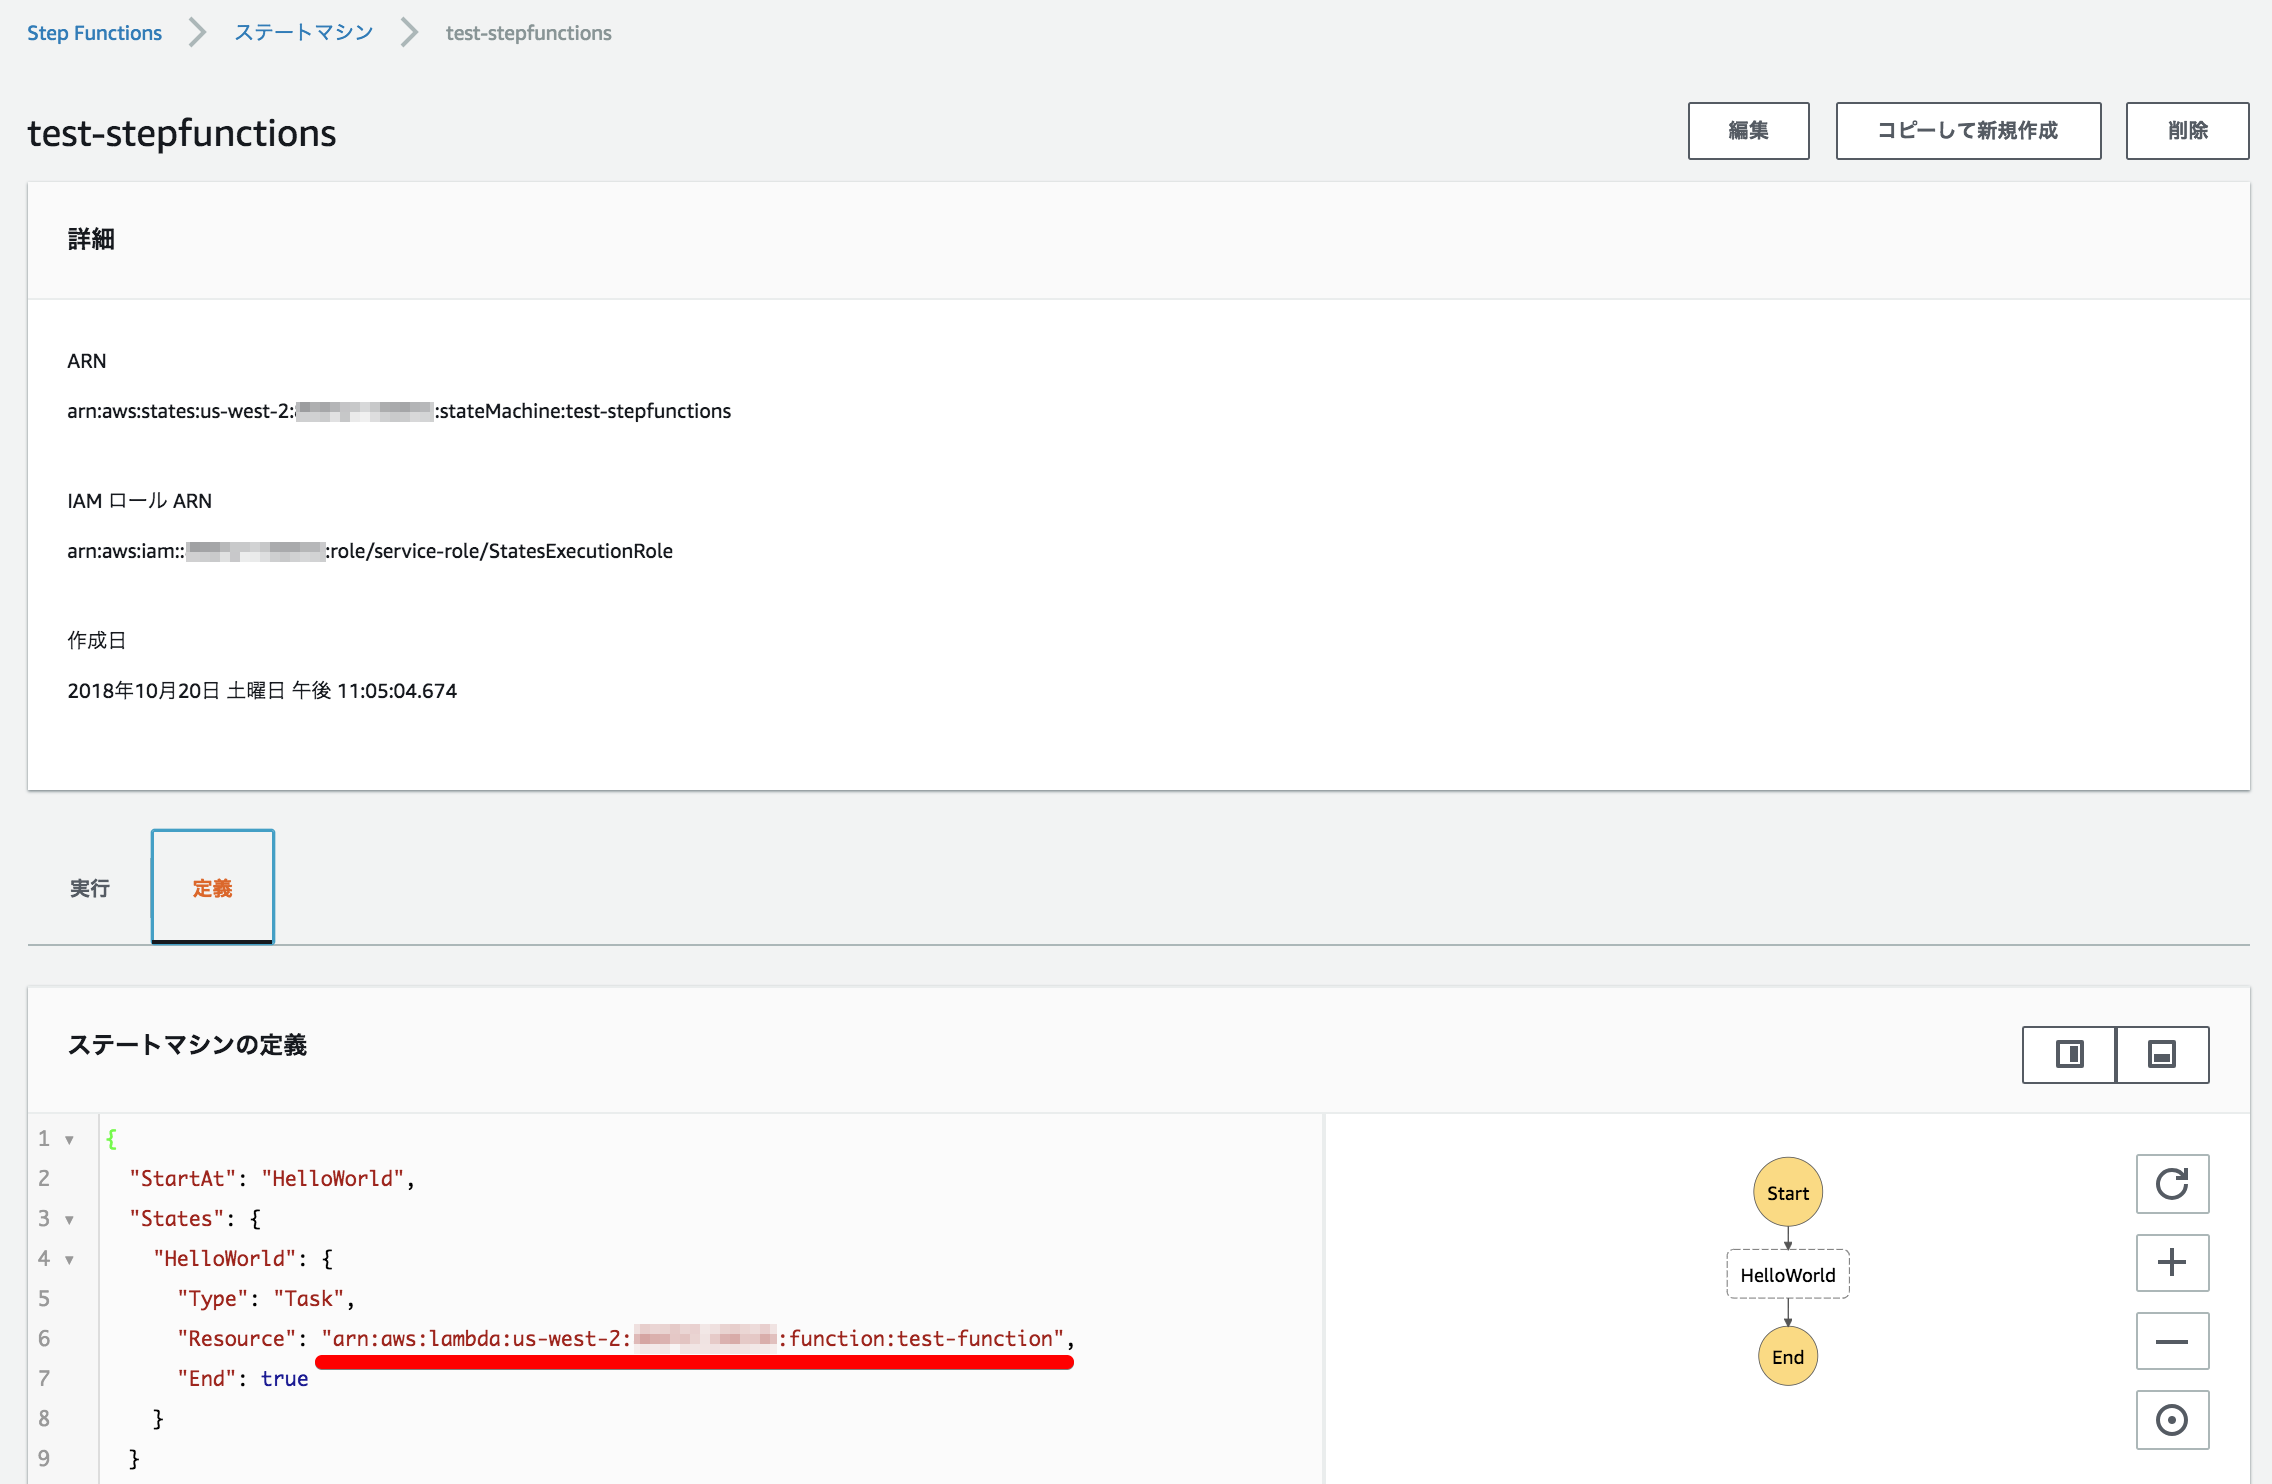 Step Functions ステートマシン test-stepfunctions
test-stepfunctions
編集 コピーして新規作成 削除
詳細
ARN
arn:aws:states:us-west-2: :stateMachine:test-stepfunctions
IAM ロール ARN
arn:aws:iam:: :role/service-role/StatesExecutionRole
作成日
2018年10月20日 土曜日 午後 11:05:04.674
実行 定義
ステートマシンの定義
1 {
2 "StartAt": "HelloWorld",
3 "States": {
4 "HelloWorld": {
5 "Type": "Task",
6 "Resource": "arn:aws:lambda:us-west-2: :function:test-function",
7 "End": true
8 }
9 }
Start
HelloWorld
End